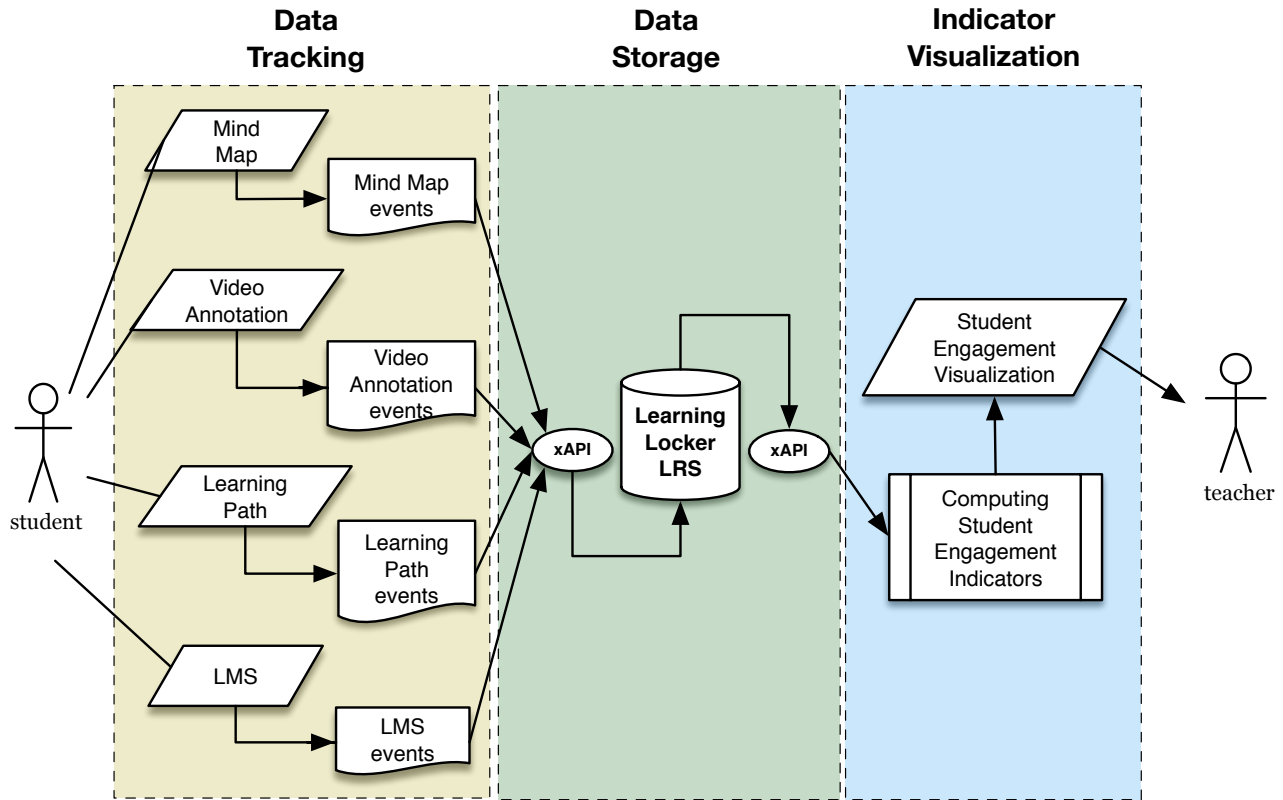 Data
Tracking
Data
Storage
Indicator
Visualization
Mind
Map
Mind Map
events
Video
Annotation
Video
Annotation
events
Learning
Path
Learning
Path
events
LMS
LMS
events
student
xAPI
Learning
Locker
LRS
xAPI
Student
Engagement
Visualization
Computing
Student
Engagement
Indicators
teacher